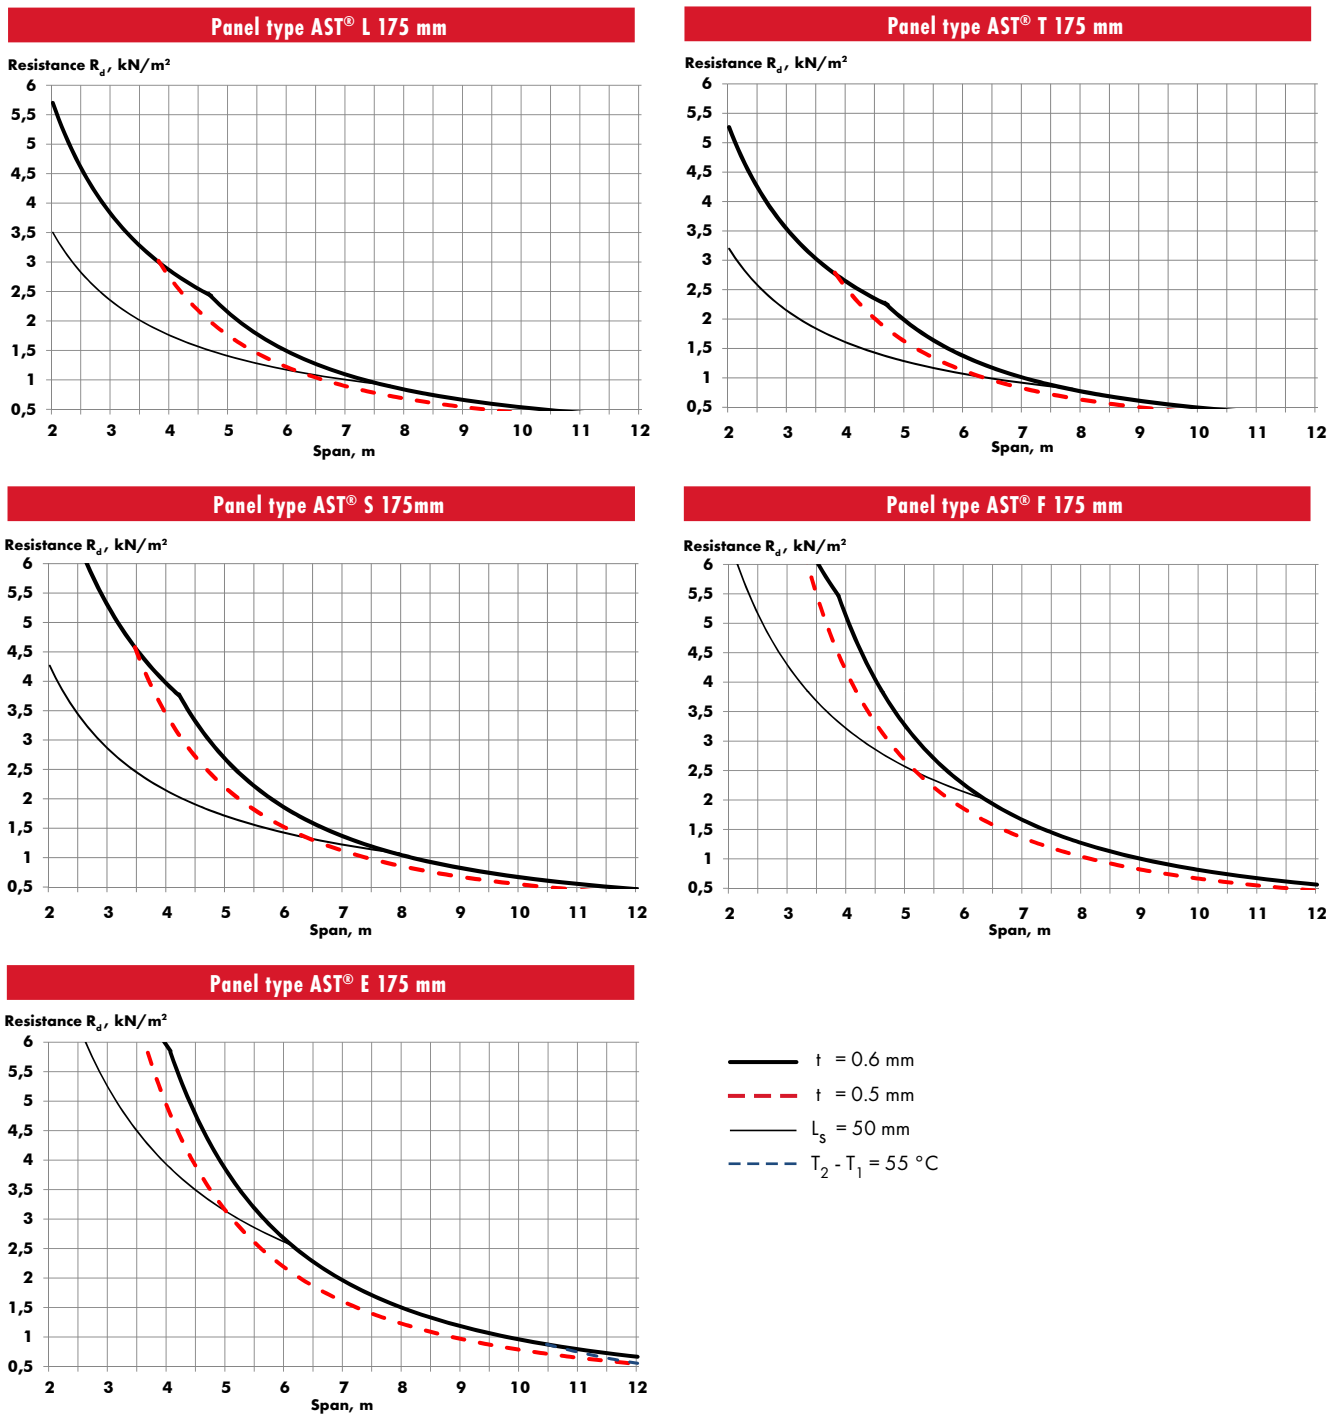 Panel type AST® L 175 mm
Resistance R_d, kN/m²
6
5,5
5
4,5
4
3,5
3
2,5
2
1,5
1
0,5
2 3 4 5 6 7 8 9 10 11 12
Span, m
Panel type AST® T 175 mm
Resistance R_d, kN/m²
6
5,5
5
4,5
4
3,5
3
2,5
2
1,5
1
0,5
2 3 4 5 6 7 8 9 10 11 12
Span, m
Panel type AST® S 175mm
Resistance R_d, kN/m²
6
5,5
5
4,5
4
3,5
3
2,5
2
1,5
1
0,5
2 3 4 5 6 7 8 9 10 11 12
Span, m
Panel type AST® F 175 mm
Resistance R_d, kN/m²
6
5,5
5
4,5
4
3,5
3
2,5
2
1,5
1
0,5
2 3 4 5 6 7 8 9 10 11 12
Span, m
Panel type AST® E 175 mm
Resistance R_d, kN/m²
6
5,5
5
4,5
4
3,5
3
2,5
2
1,5
1
0,5
2 3 4 5 6 7 8 9 10 11 12
Span, m
t = 0.6 mm
t = 0.5 mm
L_S = 50 mm
T_2 - T_1 = 55 °C